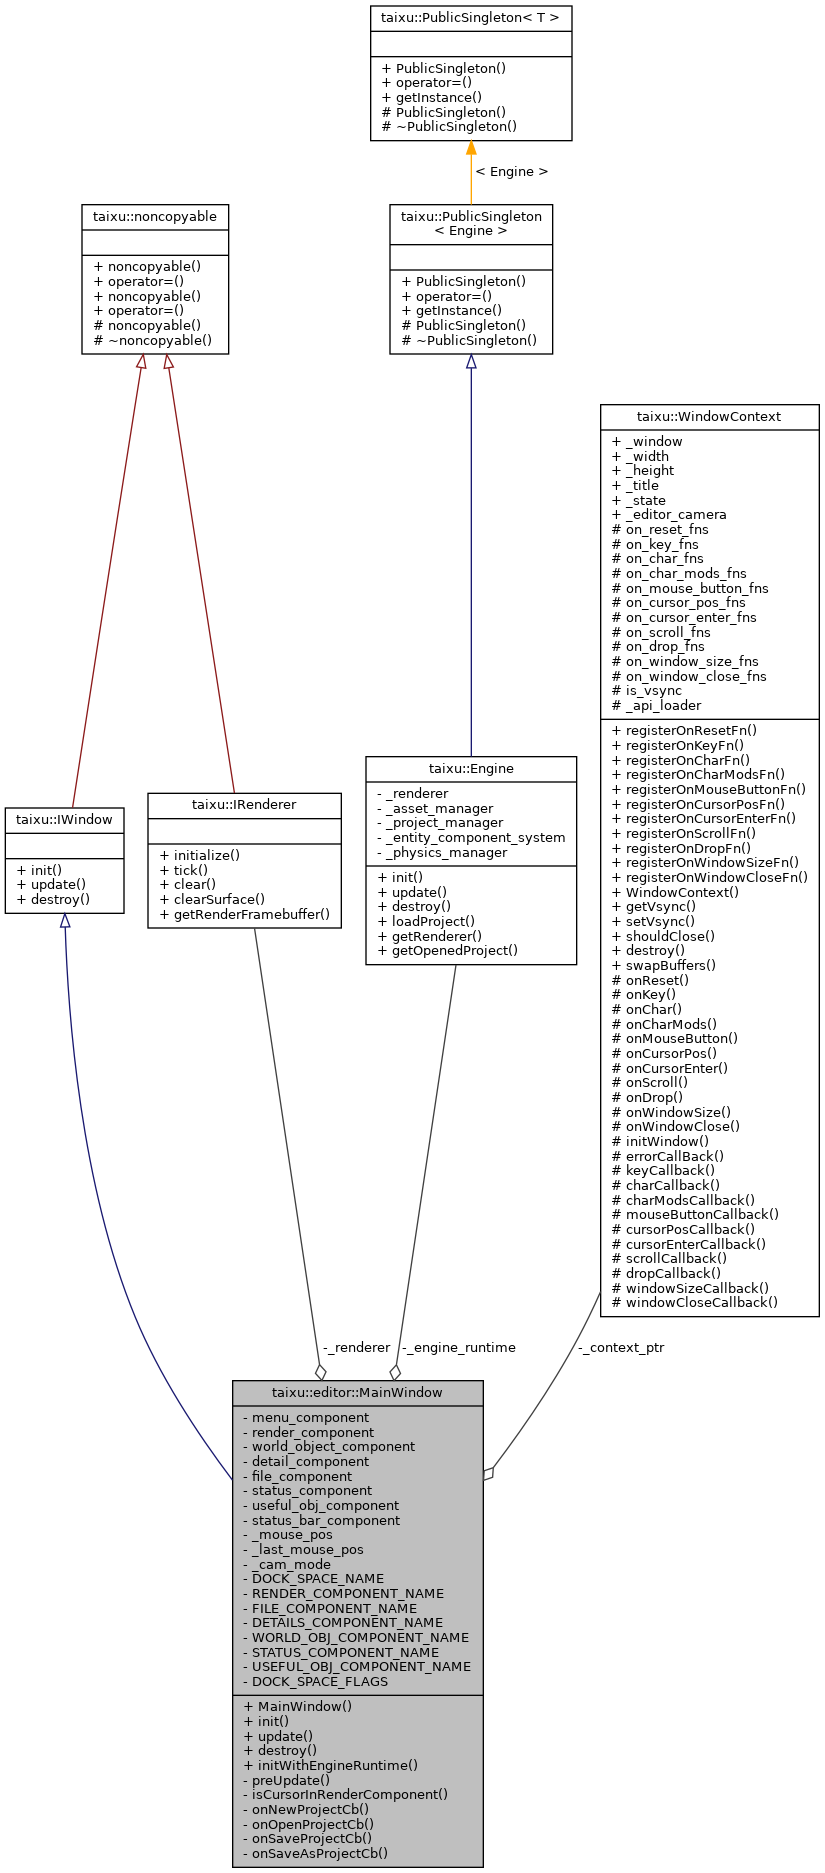 taixu::PublicSingleton< T >
+ PublicSingleton()
+ operator=()
+ getInstance()
# PublicSingleton()
# ~PublicSingleton()
< Engine >
taixu::noncopyable
+ noncopyable()
+ operator=()
+ noncopyable()
+ operator=()
# noncopyable()
# ~noncopyable()
taixu::PublicSingleton
< Engine >
+ PublicSingleton()
+ operator=()
+ getInstance()
# PublicSingleton()
# ~PublicSingleton()
taixu::WindowContext
+ _window
+ _width
+ _height
+ _title
+ _state
+ _editor_camera
# on_reset_fns
# on_key_fns
# on_char_fns
# on_char_mods_fns
# on_mouse_button_fns
# on_cursor_pos_fns
# on_cursor_enter_fns
# on_scroll_fns
# on_drop_fns
# on_window_size_fns
# on_window_close_fns
# is_vsync
# _api_loader
+ registerOnResetFn()
+ registerOnKeyFn()
+ registerOnCharFn()
+ registerOnCharModsFn()
+ registerOnMouseButtonFn()
+ registerOnCursorPosFn()
+ registerOnCursorEnterFn()
+ registerOnScrollFn()
+ registerOnDropFn()
+ registerOnWindowSizeFn()
+ registerOnWindowCloseFn()
+ WindowContext()
+ getVsync()
+ setVsync()
+ shouldClose()
+ destroy()
+ swapBuffers()
# onReset()
# onKey()
# onChar()
# onCharMods()
# onMouseButton()
# onCursorPos()
# onCursorEnter()
# onScroll()
# onDrop()
# onWindowSize()
# onWindowClose()
# initWindow()
# errorCallBack()
# keyCallback()
# charCallback()
# charModsCallback()
# mouseButtonCallback()
# cursorPosCallback()
# cursorEnterCallback()
# scrollCallback()
# dropCallback()
# windowSizeCallback()
# windowCloseCallback()
taixu::IWindow
+ init()
+ update()
+ destroy()
taixu::IRenderer
+ initialize()
+ tick()
+ clear()
+ clearSurface()
+ getRenderFramebuffer()
taixu::Engine
- _renderer
- _asset_manager
- _project_manager
- _entity_component_system
- _physics_manager
+ init()
+ update()
+ destroy()
+ loadProject()
+ getRenderer()
+ getOpenedProject()
-_renderer
-_engine_runtime
-_context_ptr
taixu::editor::MainWindow
- menu_component
- render_component
- world_object_component
- detail_component
- file_component
- status_component
- useful_obj_component
- status_bar_component
- _mouse_pos
- _last_mouse_pos
- _cam_mode
- DOCK_SPACE_NAME
- RENDER_COMPONENT_NAME
- FILE_COMPONENT_NAME
- DETAILS_COMPONENT_NAME
- WORLD_OBJ_COMPONENT_NAME
- STATUS_COMPONENT_NAME
- USEFUL_OBJ_COMPONENT_NAME
- DOCK_SPACE_FLAGS
+ MainWindow()
+ init()
+ update()
+ destroy()
+ initWithEngineRuntime()
- preUpdate()
- isCursorInRenderComponent()
- onNewProjectCb()
- onOpenProjectCb()
- onSaveProjectCb()
- onSaveAsProjectCb()